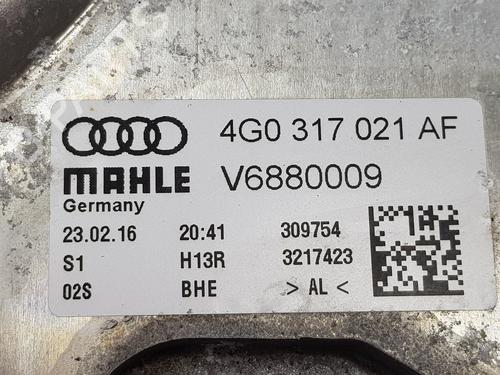 4G0 317 021 AF
MAHLE V6880009
Germany
23.02.16 20:41 309754
S1 H13R 3217423
02S BHE > AL <